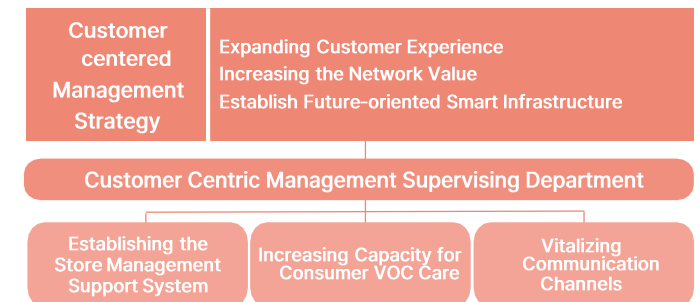 Customer
centered
Management
Strategy
Expanding Customer Experience
Increasing the Network Value
Establish Future-oriented Smart Infrastructure
Customer Centric Management Supervising Department
Establishing the
Store Management
Support System
Increasing Capacity for
Consumer VOC Care
Vitalizing
Communication
Channels